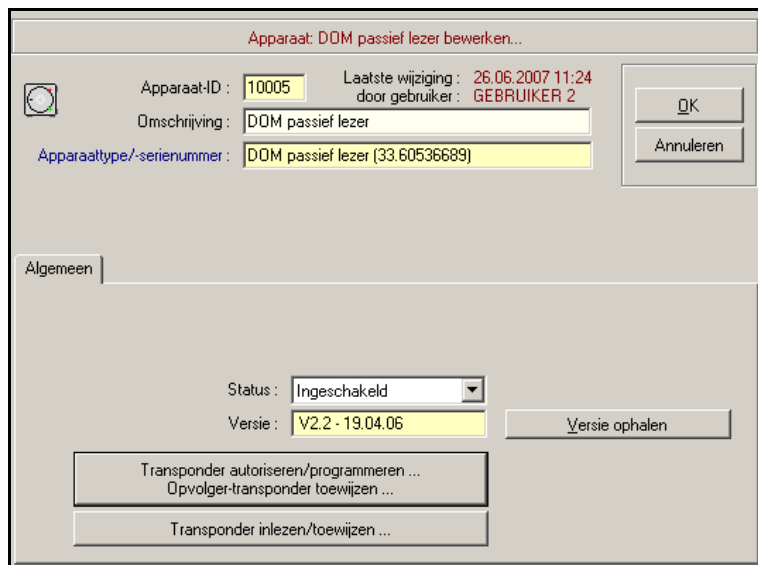 Apparaat: DOM passief lezer bewerken...
Apparaat-ID : 10005 Laatste wijziging : 26.06.2007 11:24
door gebruiker : GEBRUIKER 2
Omschrijving : DOM passief lezer
Apparaattype/-serienummer : DOM passief lezer (33.60536689)
OK
Annuleren
Algemeen
Status : Ingeschakeld
Versie : V2.2 - 19.04.06 Versie ophalen
Transponder autoriseren/programmeren ...
Opvolger-transponder toewijzen ...
Transponder inlezen/toewijzen ...